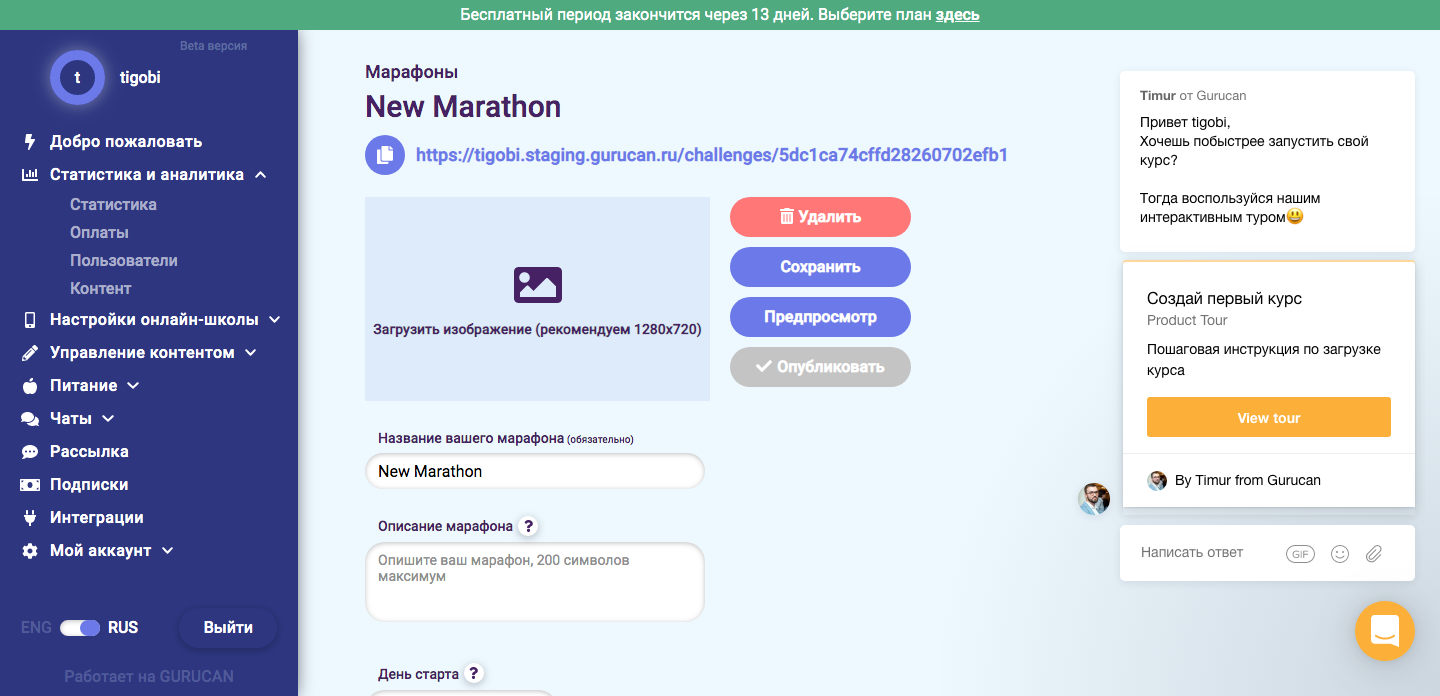 Бесплатный период закончится через 13 дней. Выберите план здесь
Beta версия
t
tigobi
Добро пожаловать
Статистика и аналитика
Статистика
Оплаты
Пользователи
Контент
Настройки онлайн-школы
Управление контентом
Питание
Чаты
Рассылка
Подписки
Интеграции
Мой аккаунт
ENG RUS
Выйти
Работает на GURUCAN
Марафоны
New Marathon
https://tigobi.staging.gurucan.ru/challenges/5dc1ca74cffd28260702efb1
Загрузить изображение (рекомендуем 1280x720)
Удалить
Сохранить
Предпросмотр
Опубликовать
Название вашего марафона (обязательно)
New Marathon
Описание марафона ?
Опишите ваш марафон, 200 символов
максимум
День старта ?
Timur от Gurucan
Привет tigobi,
Хочешь побыстрее запустить свой
курс?
Тогда воспользуйся нашим
интерактивным туром😃
Создай первый курс
Product Tour
Пошаговая инструкция по загрузке
курса
View tour
By Timur from Gurucan
Написать ответ
GIF